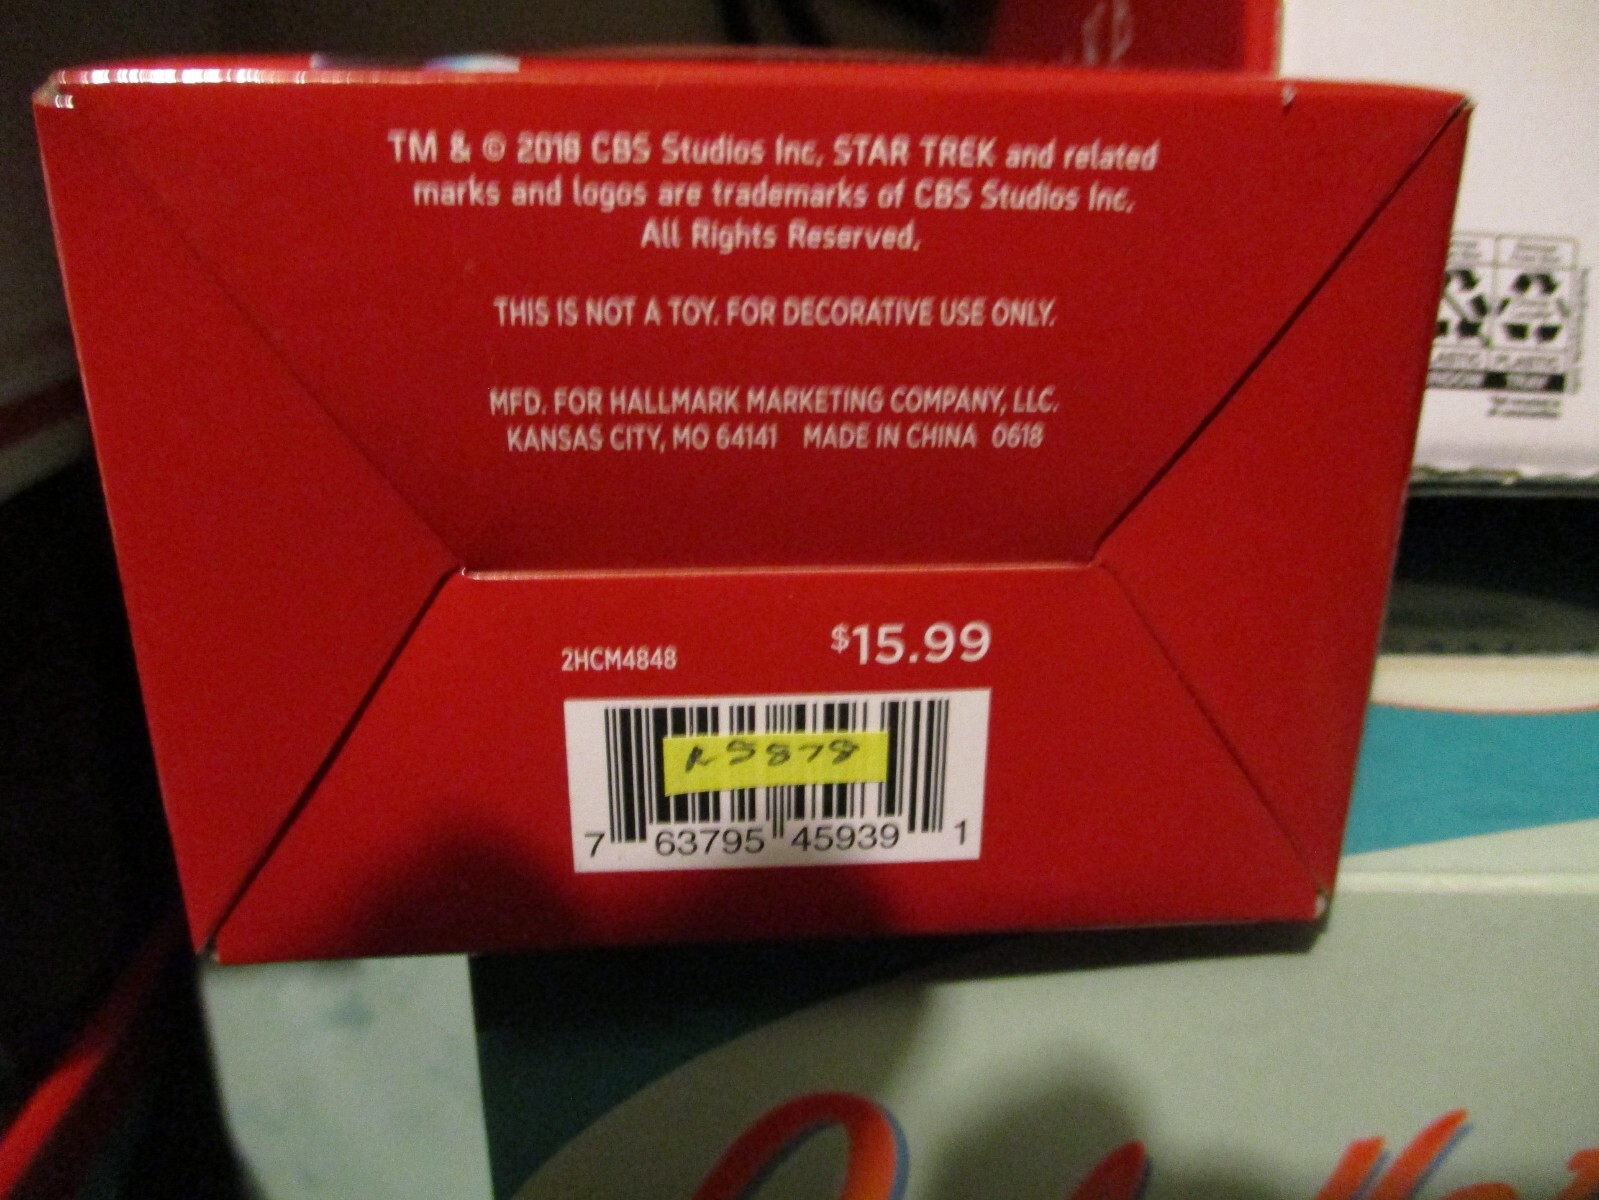 TM & © 2018 CBS Studios Inc. STAR TREK and related
marks and logos are trademarks of CBS Studios Inc.
All Rights Reserved.
THIS IS NOT A TOY. FOR DECORATIVE USE ONLY.
MFD. FOR HALLMARK MARKETING COMPANY, LLC.
KANSAS CITY, MO 64141 MADE IN CHINA 0618
2HCM4848 $15.99
7 63795 45939 1
PLASTIC
TRAY